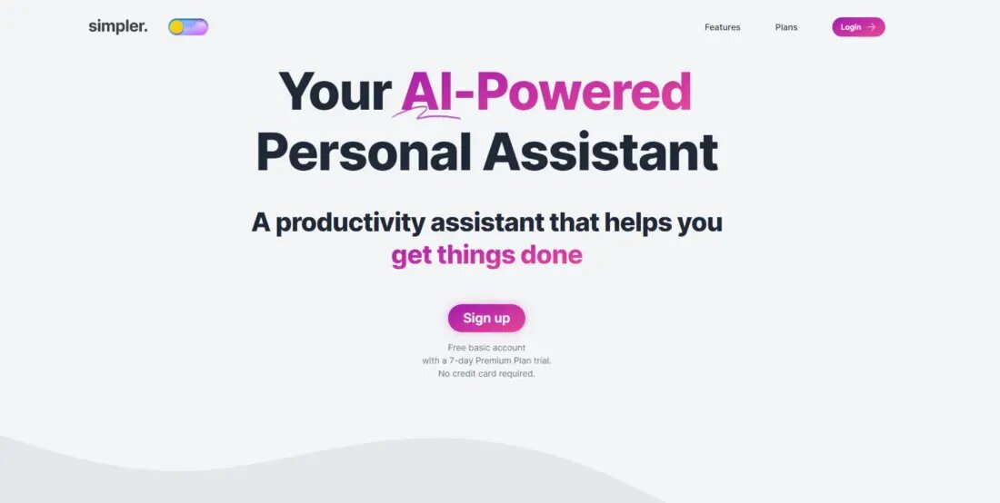 simpler.
Features
Plans
Login
Your AI-Powered
Personal Assistant
A productivity assistant that helps you
get things done
Sign up
Free basic account
with a 7-day Premium Plan trial.
No credit card required.